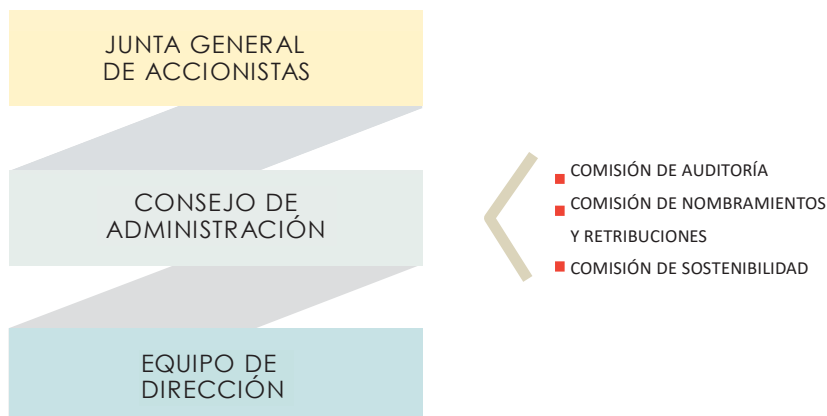 JUNTA GENERAL
DE ACCIONISTAS
CONSEJO DE
ADMINISTRACIÓN
COMISIÓN DE AUDITORÍA
COMISIÓN DE NOMBRAMIENTOS
Y RETRIBUCIONES
COMISIÓN DE SOSTENIBILIDAD
EQUIPO DE
DIRECCIÓN